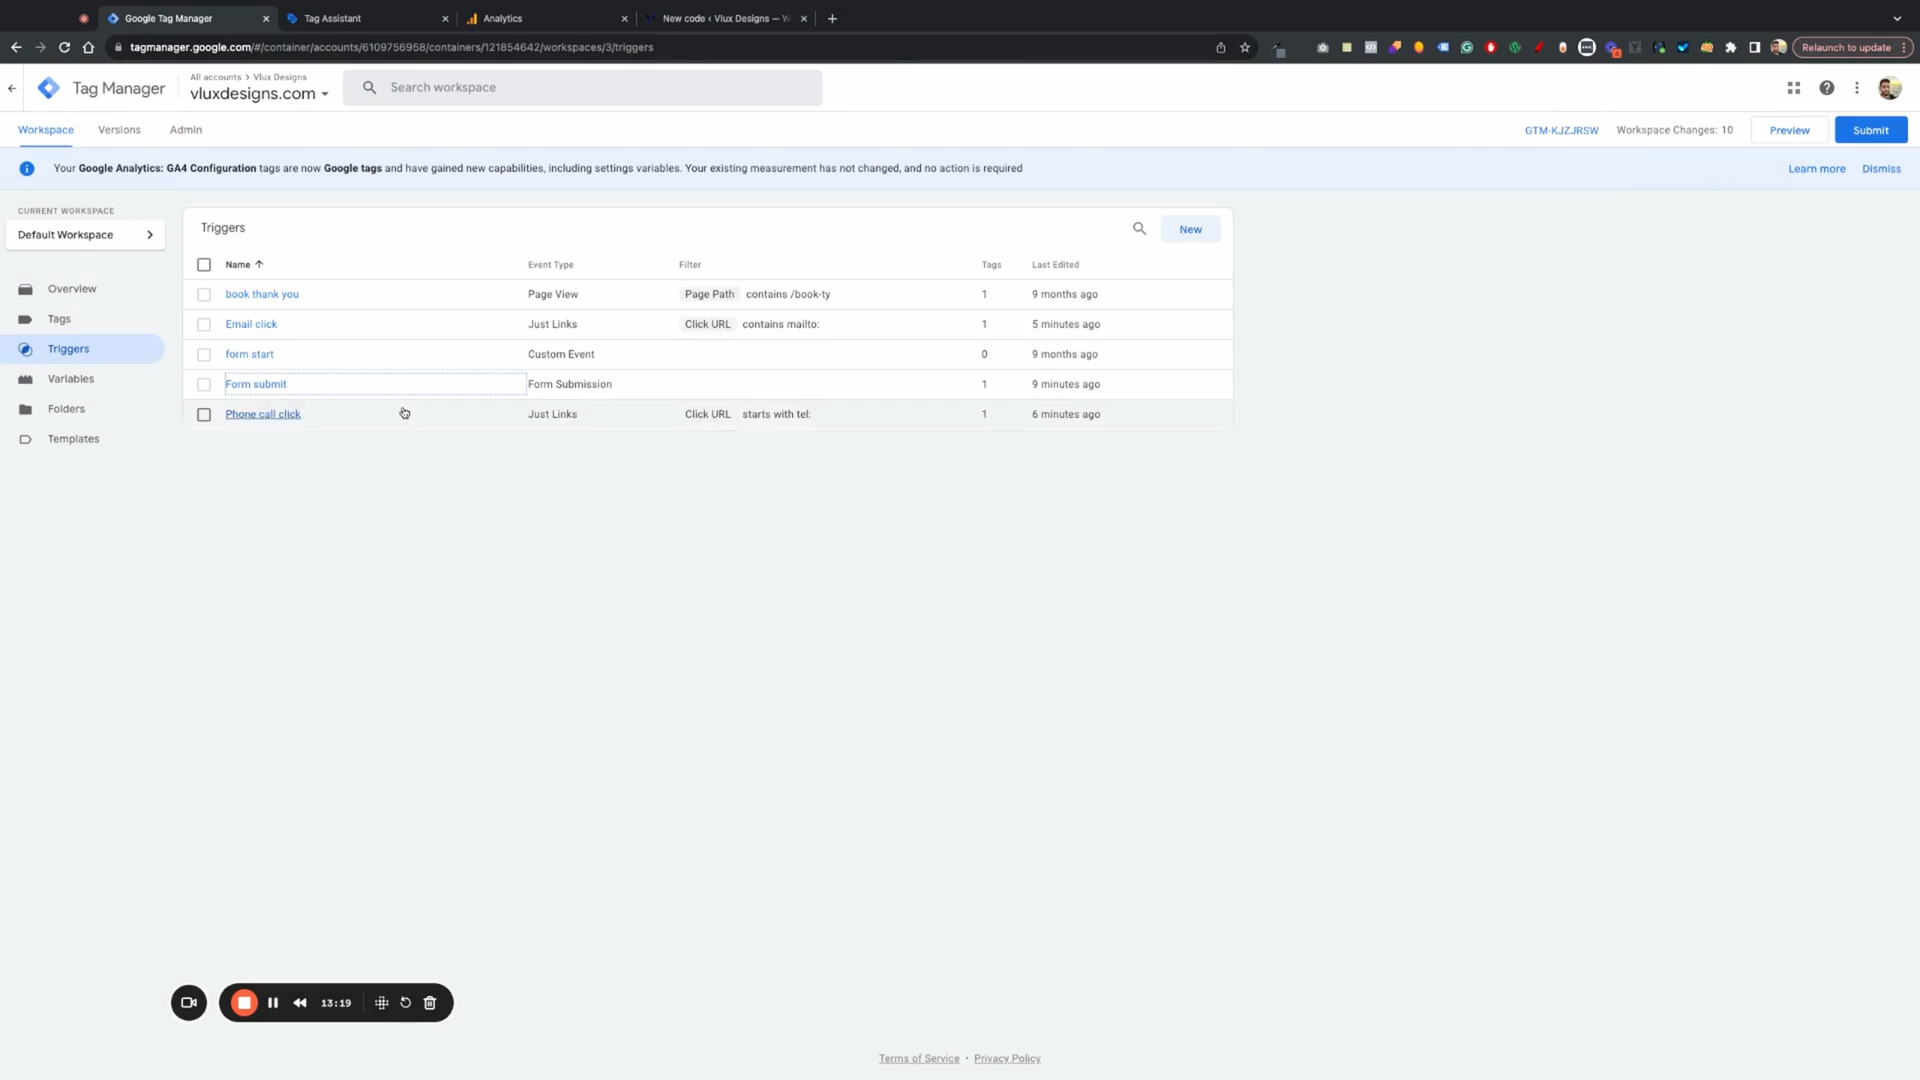 Google Tag Manager
Tag Assistant
Analytics
New code ‹ Vlux Designs — W
tagmanager.google.com/#/container/accounts/6109756958/containers/121854642/workspaces/3/triggers
Relaunch to update
Tag Manager
All accounts > Vlux Designs
vluxdesigns.com
Search workspace
Workspace
Versions
Admin
GTM-KJZJRSW
Workspace Changes: 10
Preview
Submit
Your Google Analytics: GA4 Configuration tags are now Google tags and have gained new capabilities, including settings variables. Your existing measurement has not changed, and no action is required
Learn more
Dismiss
CURRENT WORKSPACE
Default Workspace
Overview
Tags
Triggers
Variables
Folders
Templates
Triggers
New
Name Event Type Filter Tags Last Edited
book thank you Page View Page Path contains /book-ty 1 9 months ago
Email click Just Links Click URL contains mailto: 1 5 minutes ago
form start Custom Event 0 9 months ago
Form submit Form Submission 1 9 minutes ago
Phone call click Just Links Click URL starts with tel: 1 6 minutes ago
13:19
Terms of Service · Privacy Policy